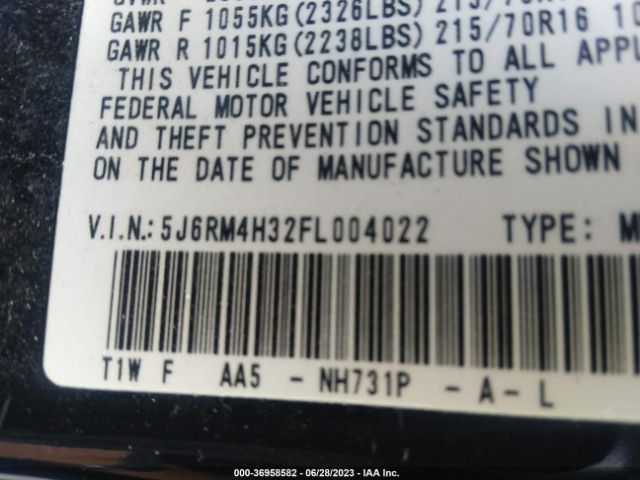 GAWR F 1055KG(2326LBS) 215/70R16
GAWR R 1015KG(2238LBS) 215/70R16
THIS VEHICLE CONFORMS TO ALL
FEDERAL MOTOR VEHICLE SAFETY
AND THEFT PREVENTION STANDARDS IN
ON THE DATE OF MANUFACTURE SHOWN
V.I.N.: 5J6RM4H32FL004022 TYPE:
T1W F AA5 - NH731P - A - L
000-36958582 | 06/28/2023 - IAA Inc.